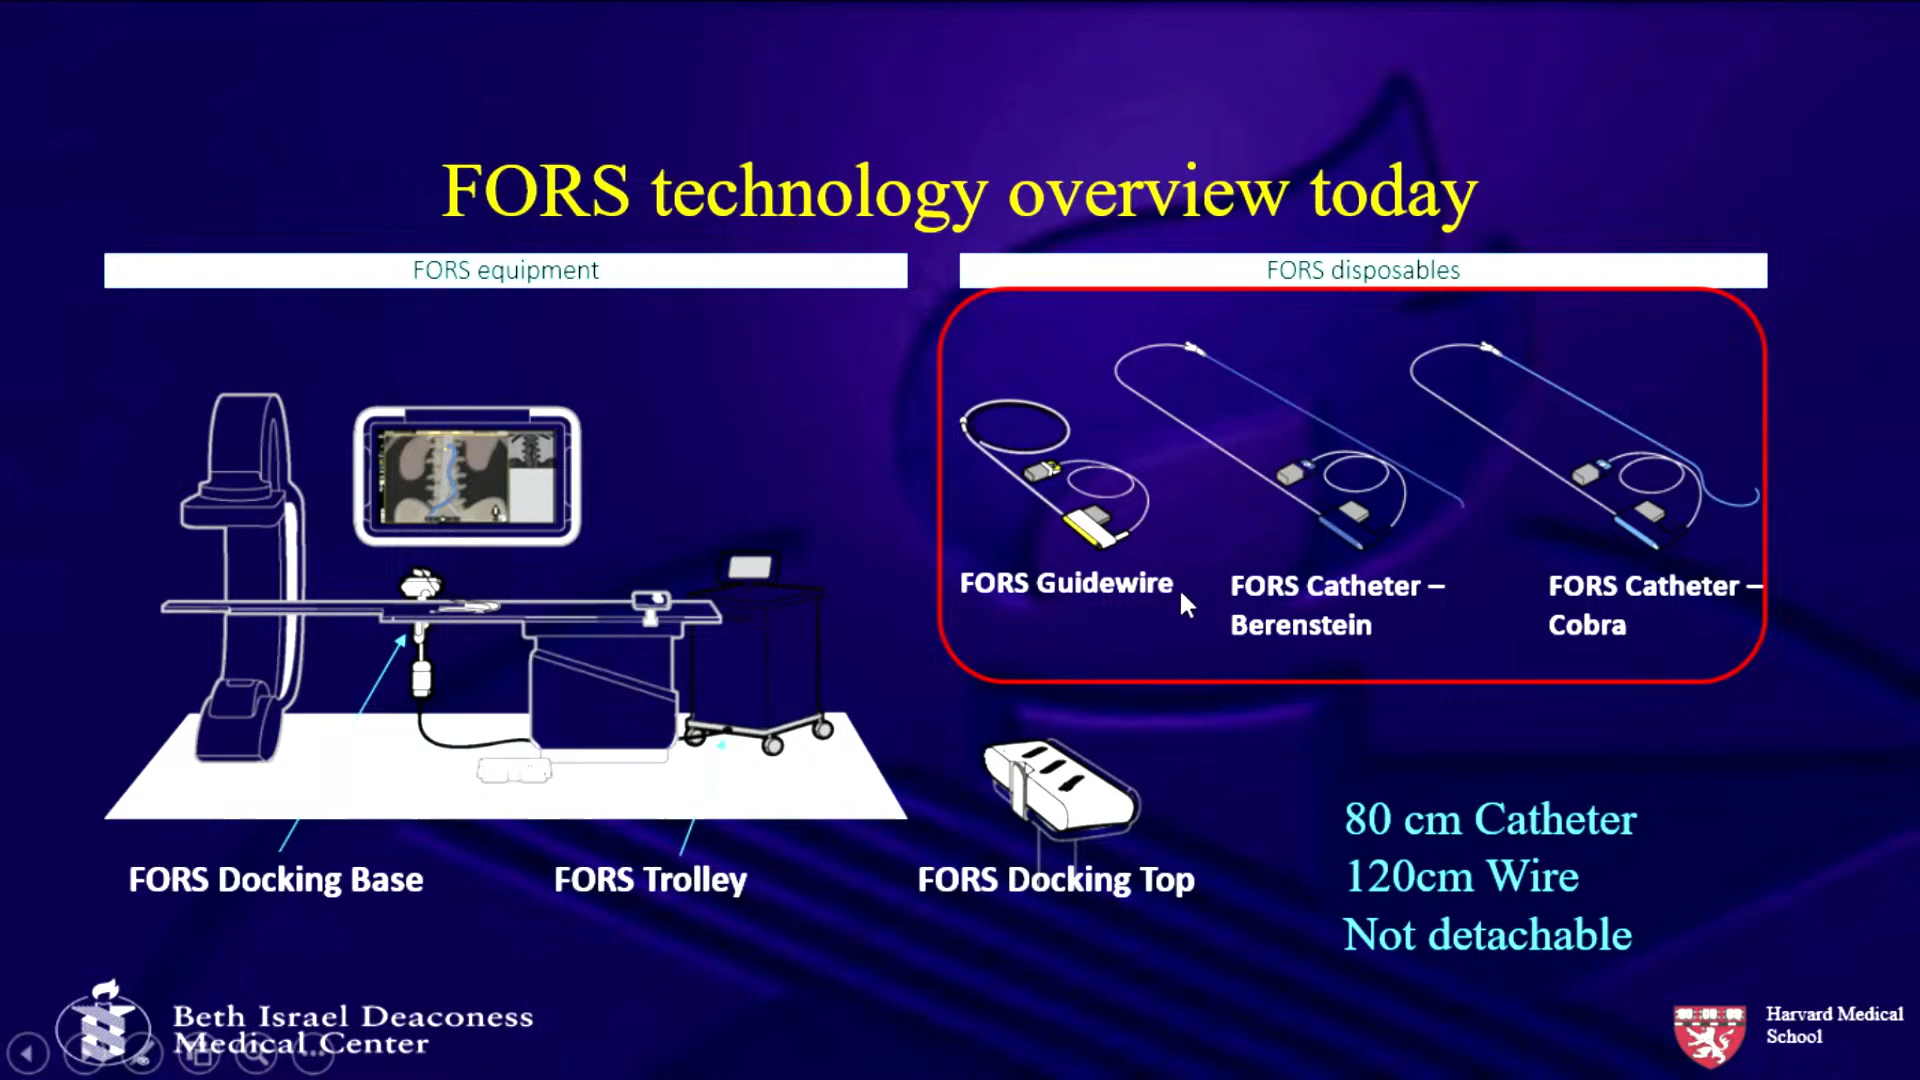 FORS technology overview today
FORS equipment
FORS disposables
FORS Guidewire
FORS Catheter –
Berenstein
FORS Catheter –
Cobra
FORS Docking Base
FORS Trolley
FORS Docking Top
80 cm Catheter
120cm Wire
Not detachable
Beth Israel Deaconess
Medical Center
Harvard Medical
School